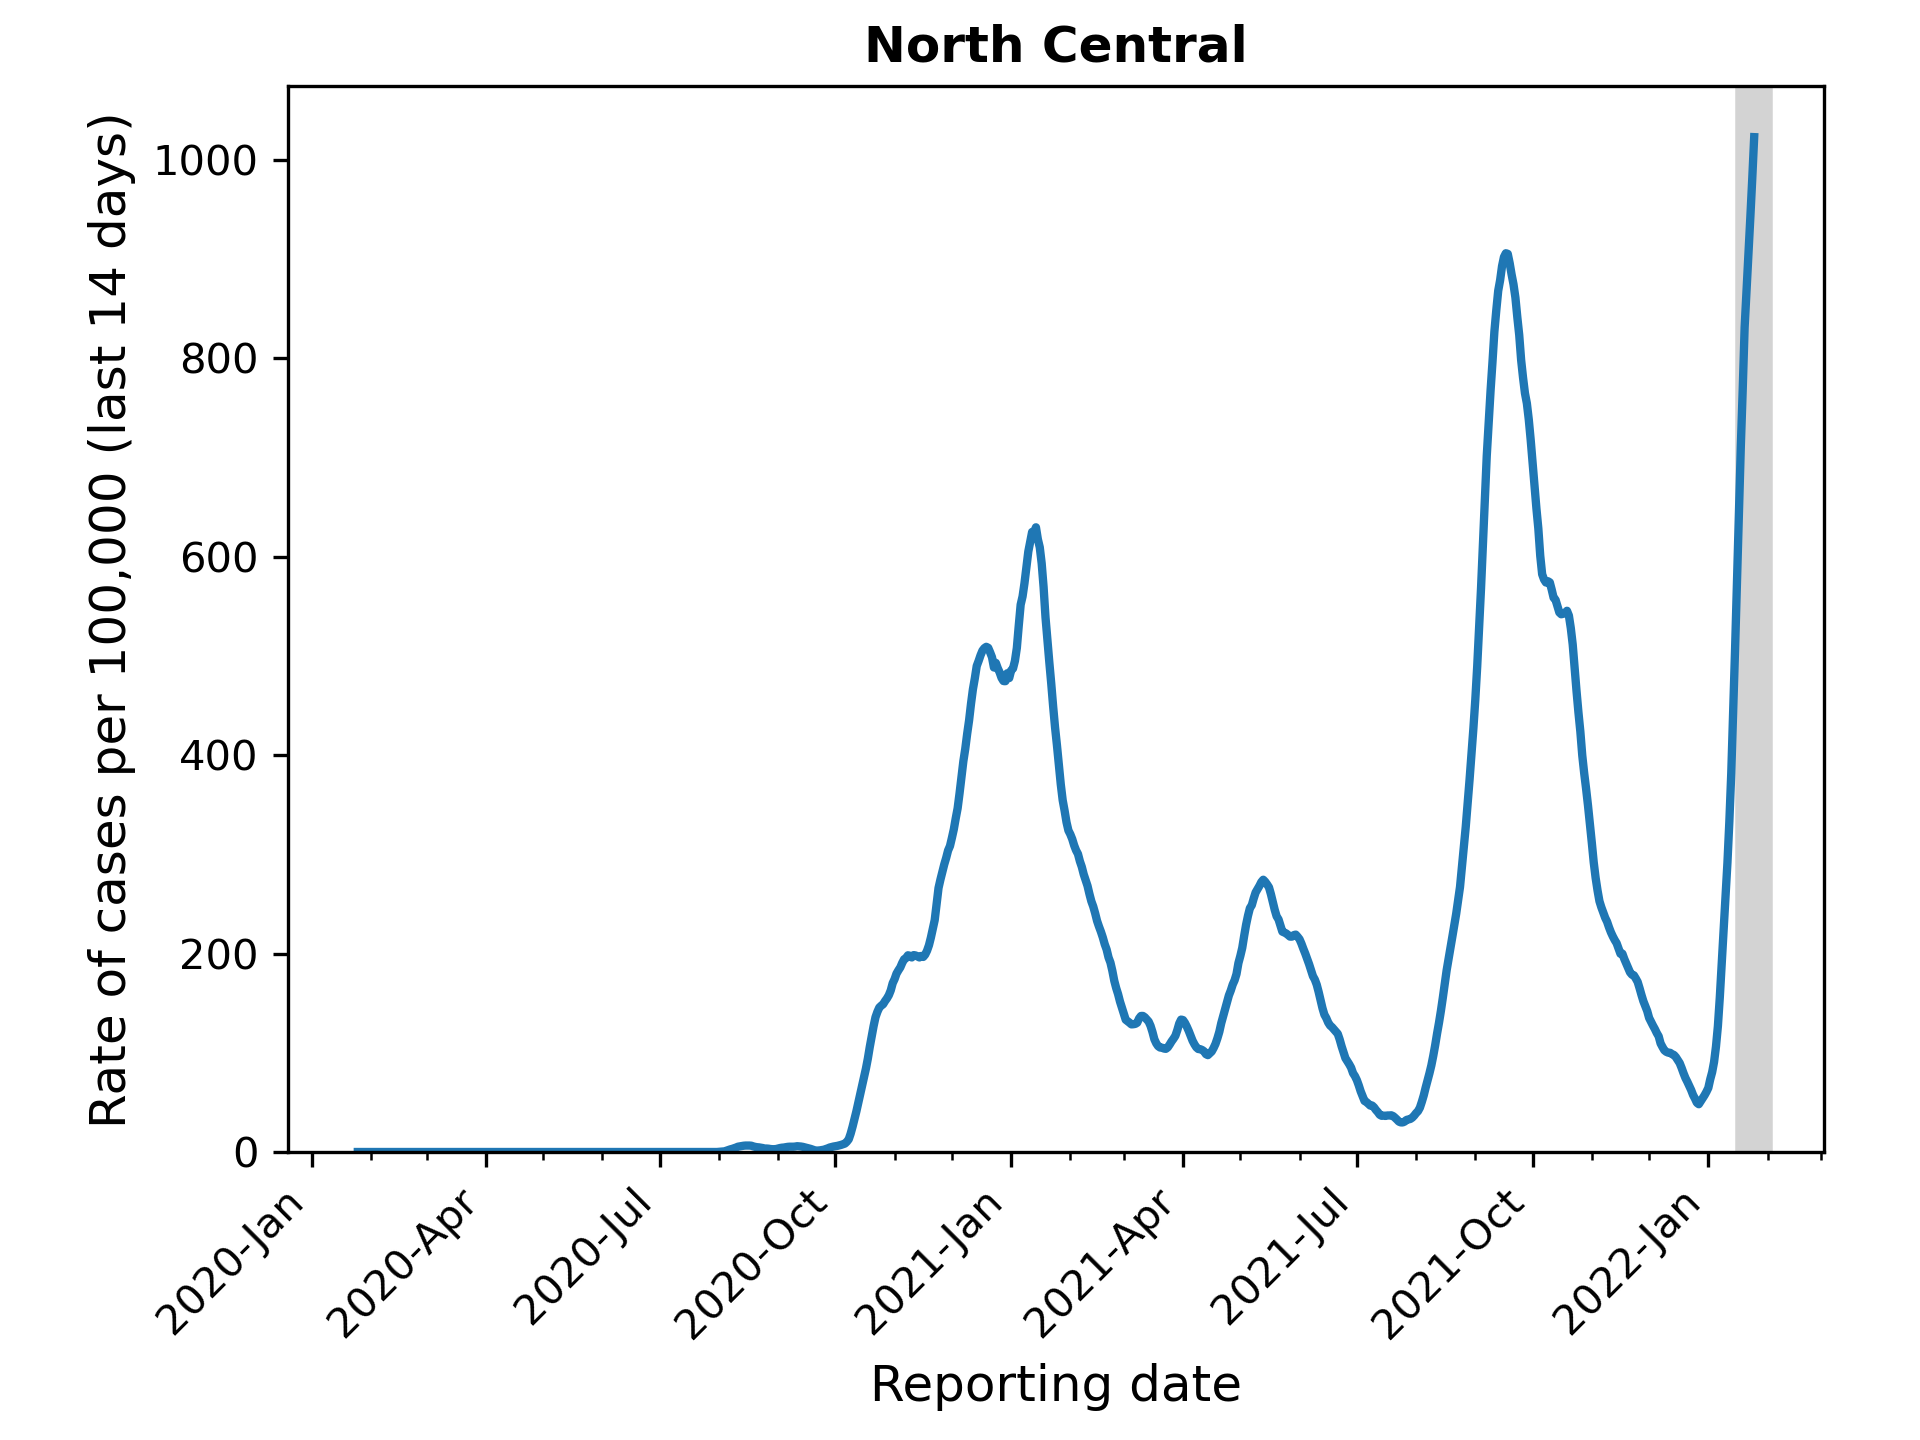 North Central
Rate of cases per 100,000 (last 14 days)
1000
800
600
400
200
0
2020-Jan
2020-Apr
2020-Jul
2020-Oct
2021-Jan
2021-Apr
2021-Jul
2021-Oct
2022-Jan
Reporting date